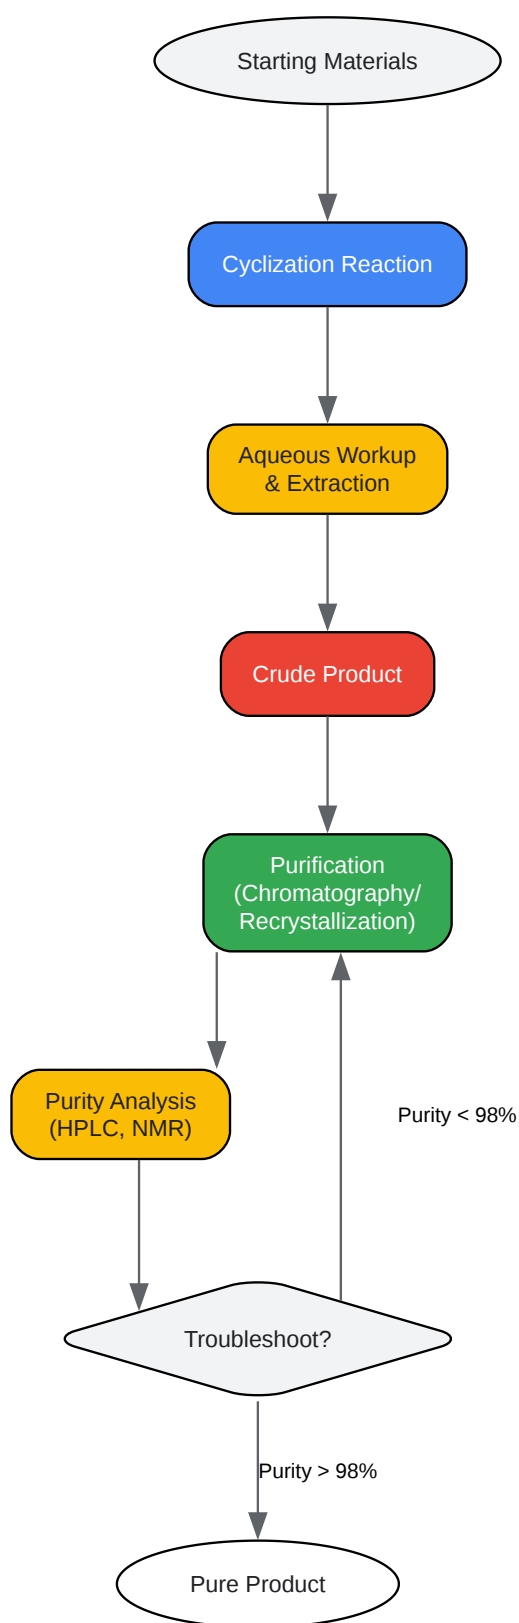 Starting Materials
Cyclization Reaction
Aqueous Workup
& Extraction
Crude Product
Purification
(Chromatography/
Recrystallization)
Purity Analysis
(HPLC, NMR)
Purity < 98%
Troubleshoot?
Purity > 98%
Pure Product